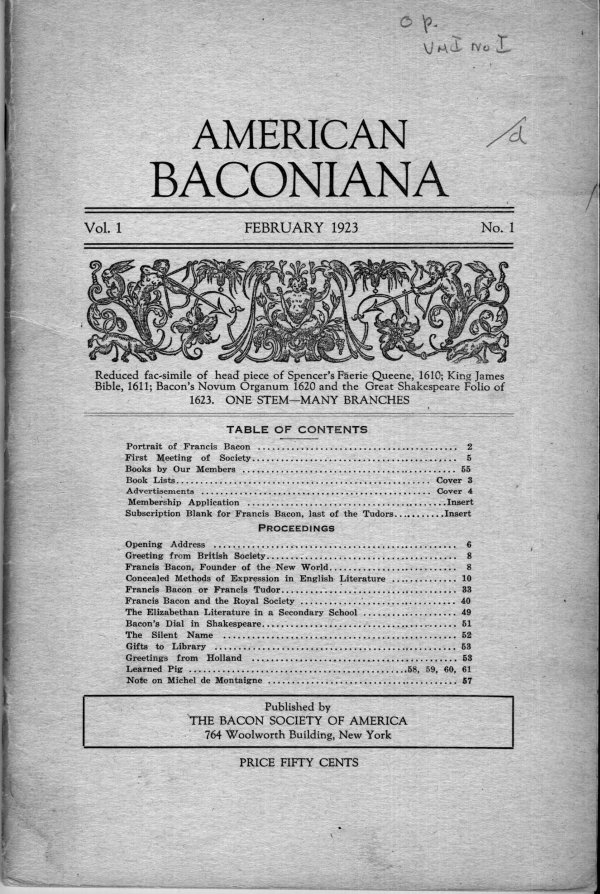 O p.
Vol I No I
AMERICAN
/d
BACONIANA
Vol. 1 FEBRUARY 1923 No. 1
Reduced fac-simile of head piece of Spencer's Fäerie Queene, 1610; King James
Bible, 1611; Bacon's Novum Organum 1620 and the Great Shakespeare Folio of
1623. ONE STEM—MANY BRANCHES
TABLE OF CONTENTS
Portrait of Francis Bacon ........ 2
First Meeting of Society ........ 5
Books by Our Members ........ 55
Book Lists ........ Cover 3
Advertisements ........ Cover 4
Membership Application ........ Insert
Subscription Blank for Francis Bacon, last of the Tudors ........ Insert
PROCEEDINGS
Opening Address ........ 6
Greeting from British Society ........ 8
Francis Bacon, Founder of the New World ........ 8
Concealed Methods of Expression in English Literature ........ 10
Francis Bacon or Francis Tudor ........ 33
Francis Bacon and the Royal Society ........ 40
The Elizabethan Literature in a Secondary School ........ 49
Bacon's Dial in Shakespeare ........ 51
The Silent Name ........ 52
Gifts to Library ........ 53
Greetings from Holland ........ 53
Learned Pig ........ 58, 59, 60, 61
Note on Michel de Montaigne ........ 57
Published by
THE BACON SOCIETY OF AMERICA
764 Woolworth Building, New York
PRICE FIFTY CENTS